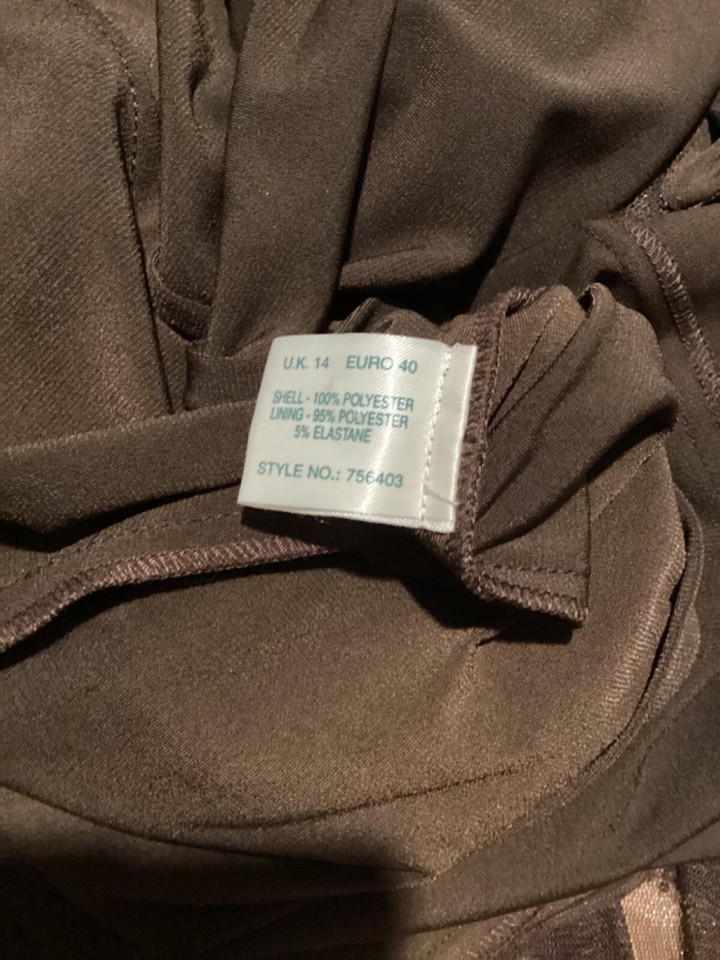 U.K. 14 EURO 40
SHELL - 100% POLYESTER
LINING - 95% POLYESTER
5% ELASTANE
STYLE NO.: 756403